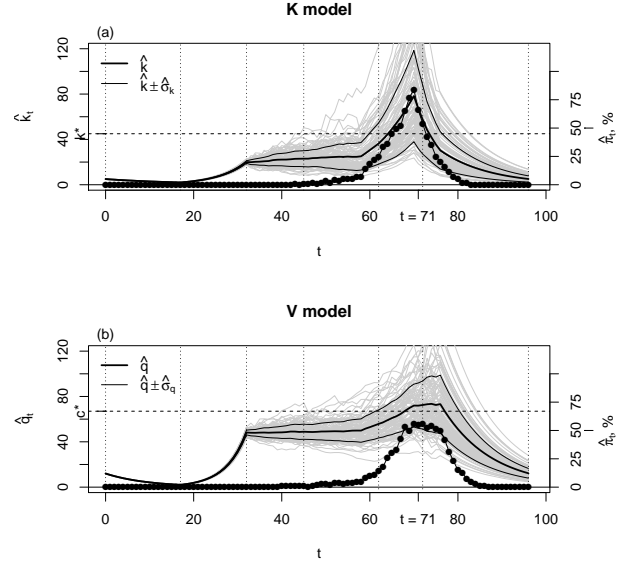 K model
(a)
120
80
40
0
k̂ₜ
k*
k̂
k̂ ± σ̂ₖ
75
50
25
0
π̂ₜ, %
0 20 40 60 t = 71 80 100
t
V model
(b)
120
80
40
0
q̂ₜ
c*
q̂
q̂ ± σ̂_q
75
50
25
0
π̂ₜ, %
0 20 40 60 t = 71 80 100
t